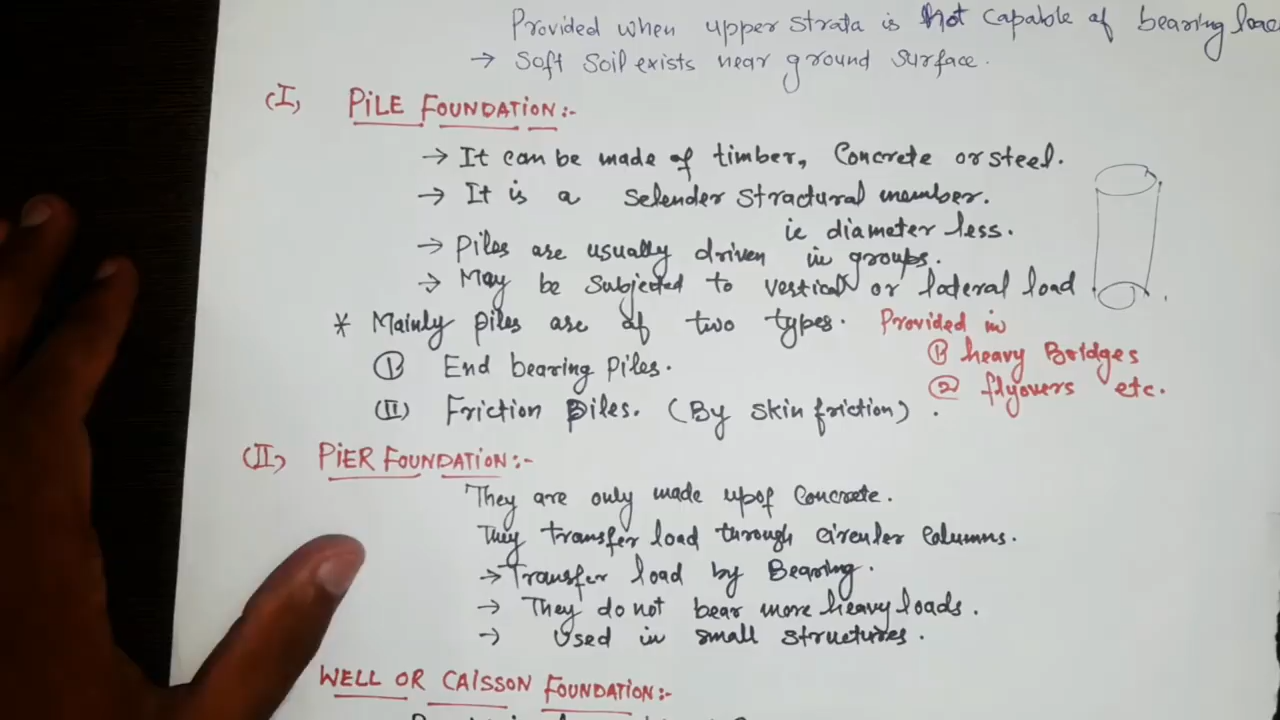 Provided when upper strata is not capable of bearing loac
→ Soft Soil exists near ground surface.
(I) PiLE FOUNDATION:-
→ It can be made of timber, Concrete or steel.
→ It is a Selender Stractural member.
ie diameter less.
→ Piles are usually driven in groups.
→ May be Subjected to vertical or lateral load
* Mainly piles are of two types.
Provided in
① heavy Bridges
② flyovers etc.
(I) End bearing Piles.
(II) Friction piles. (By skin friction).
(II) PiER FOUNDATION:-
They are only made up of Concrete.
They transfer load through circuler Columns.
→ Transfer load by Bearing.
→ They do not bear more heavy loads.
→ Used in small structures.
WELL OR CAISSON FOUNDATION:-